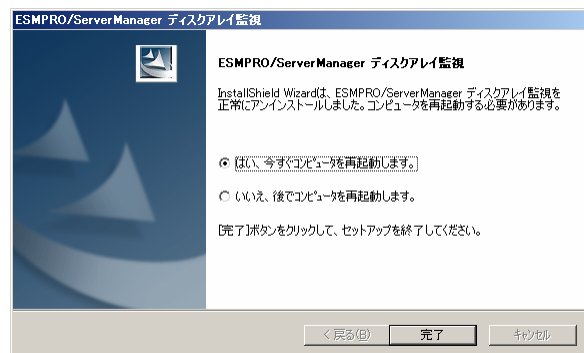 ESMPRO/ServerManager ディスクアレイ監視
ESMPRO/ServerManager ディスクアレイ監視
InstallShield Wizardは、ESMPRO/ServerManager ディスクアレイ監視を
正常にアンインストールしました。コンピュータを再起動する必要があります。
はい、今すぐコンピュータを再起動します。
いいえ、後でコンピュータを再起動します。
[完了]ボタンをクリックして、セットアップを終了してください。
< 戻る(B) 完了 キャンセル